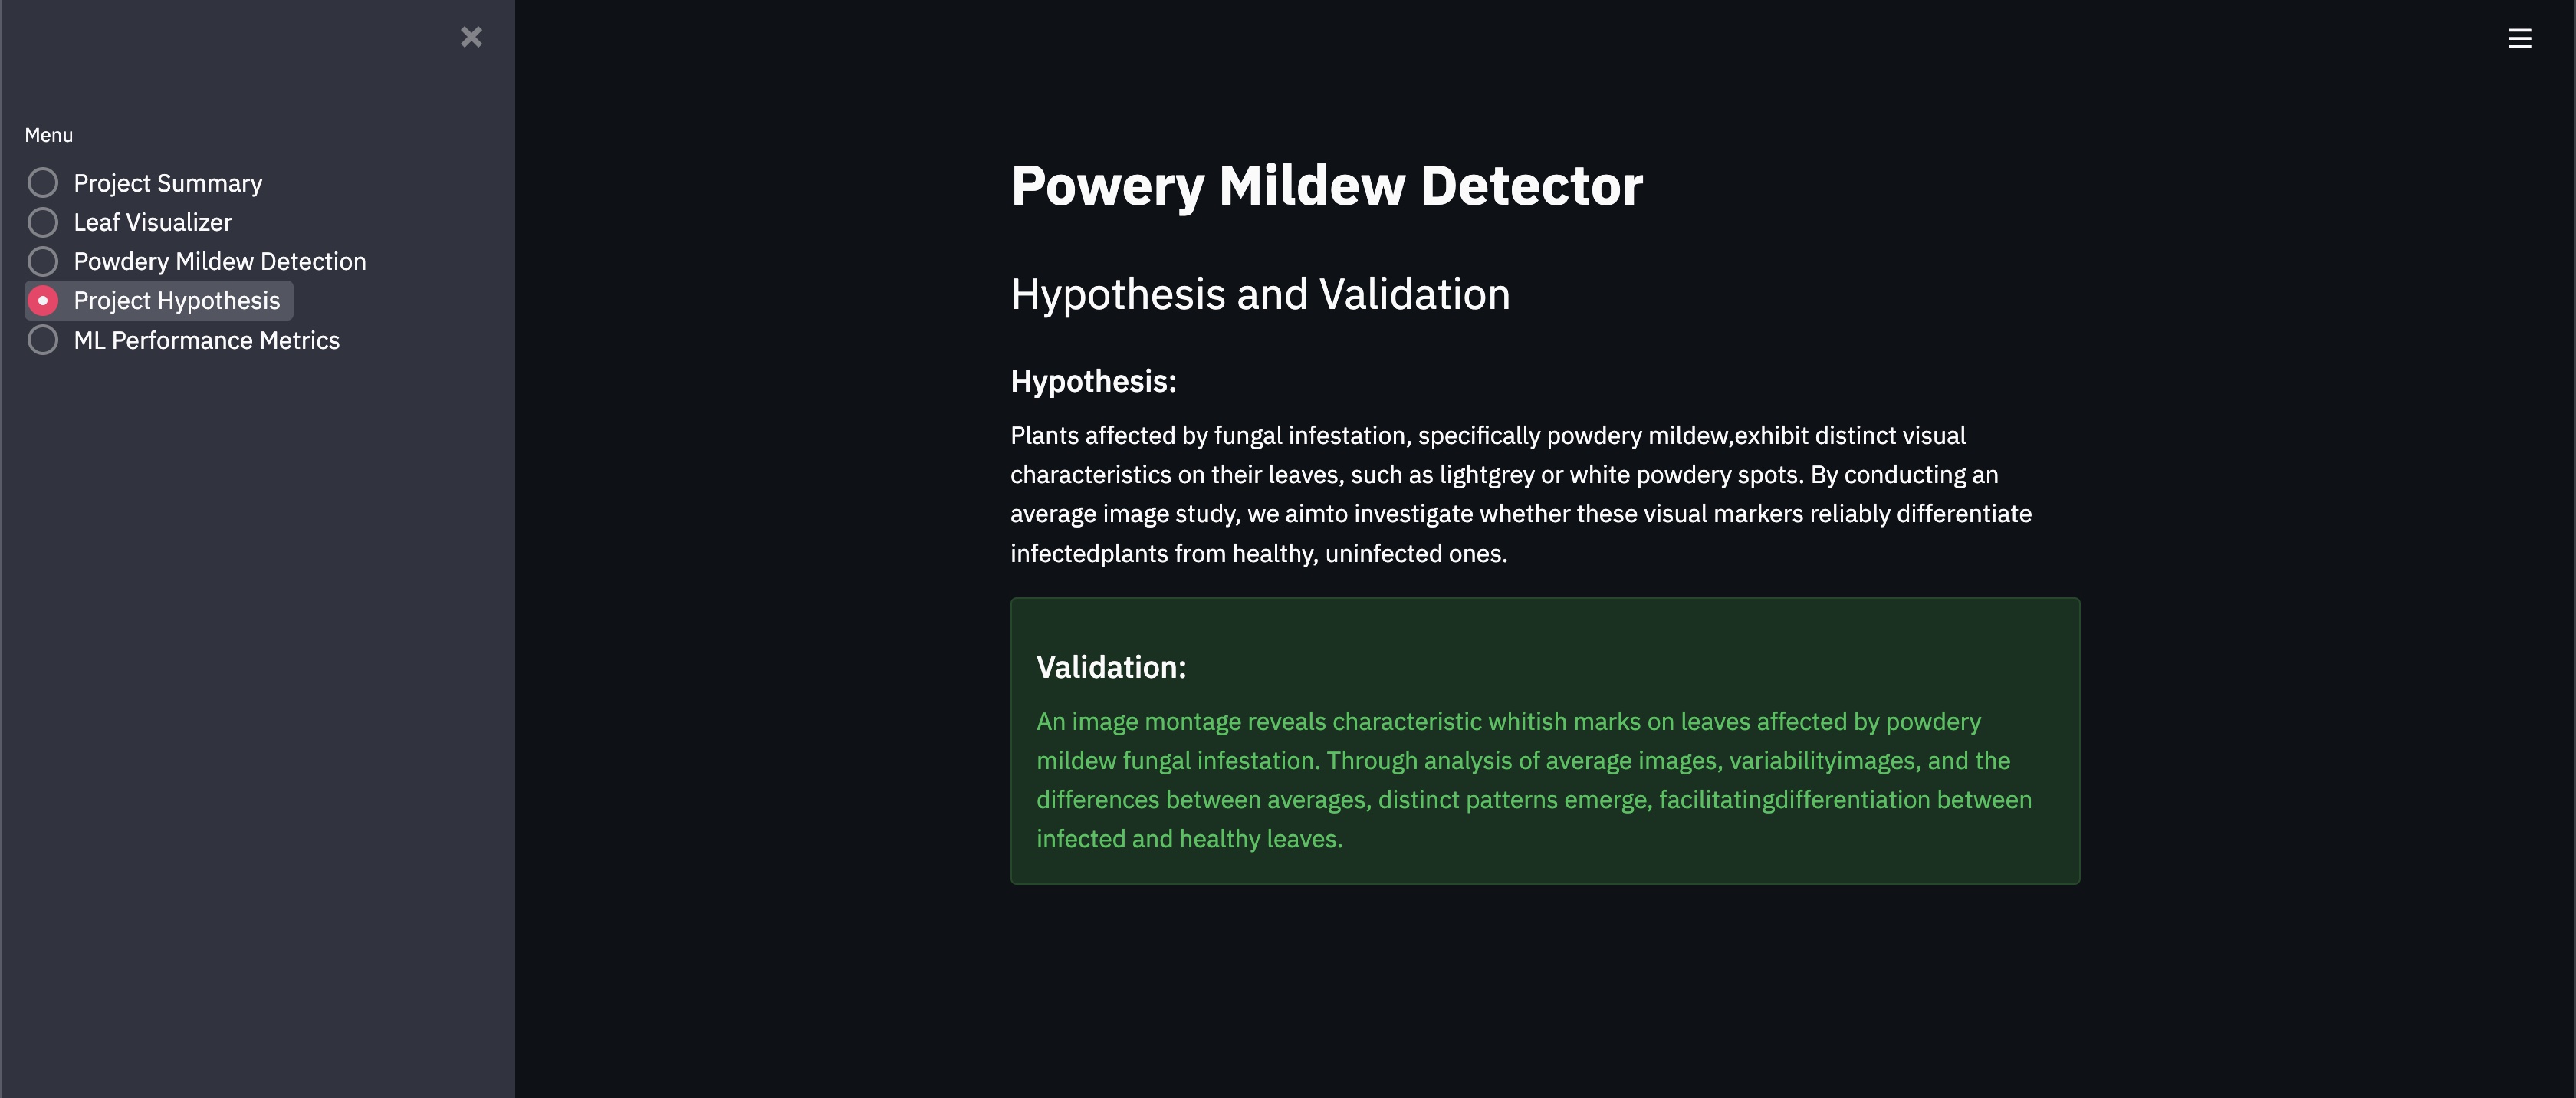 Menu
Project Summary
Leaf Visualizer
Powdery Mildew Detection
Project Hypothesis
ML Performance Metrics
Powery Mildew Detector
Hypothesis and Validation
Hypothesis:
Plants affected by fungal infestation, specifically powdery mildew,exhibit distinct visual
characteristics on their leaves, such as lightgrey or white powdery spots. By conducting an
average image study, we aimto investigate whether these visual markers reliably differentiate
infectedplants from healthy, uninfected ones.
Validation:
An image montage reveals characteristic whitish marks on leaves affected by powdery
mildew fungal infestation. Through analysis of average images, variabilityimages, and the
differences between averages, distinct patterns emerge, facilitatingdifferentiation between
infected and healthy leaves.